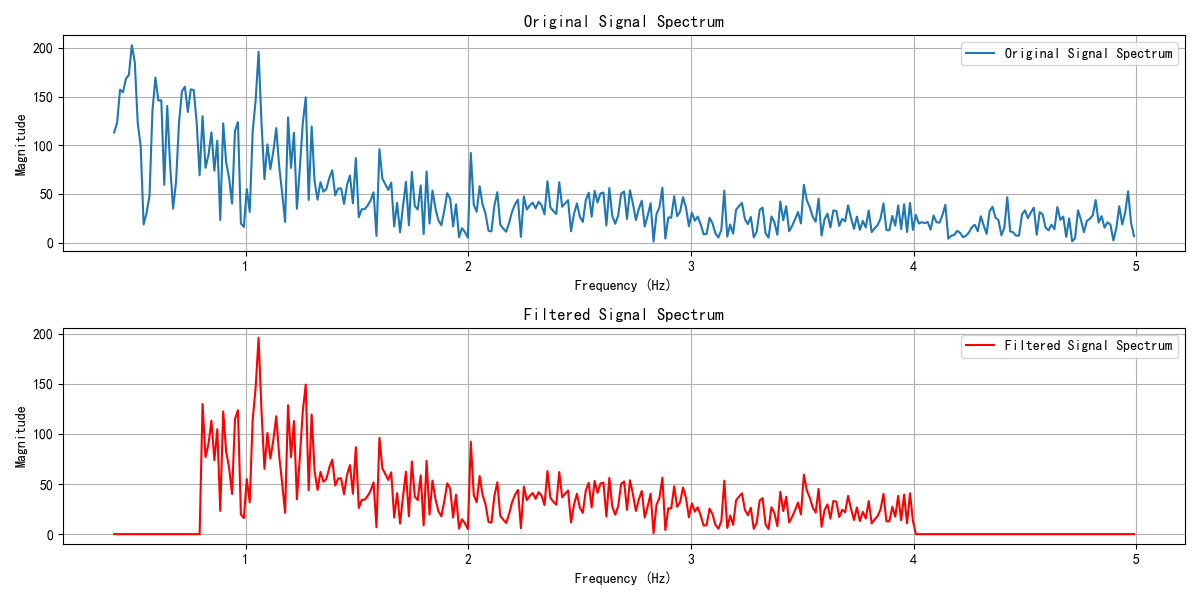 Original Signal Spectrum
200
150
100
50
0
Magnitude
Original Signal Spectrum
1 2 3 4 5
Frequency (Hz)
Filtered Signal Spectrum
200
150
100
50
0
Magnitude
Filtered Signal Spectrum
1 2 3 4 5
Frequency (Hz)